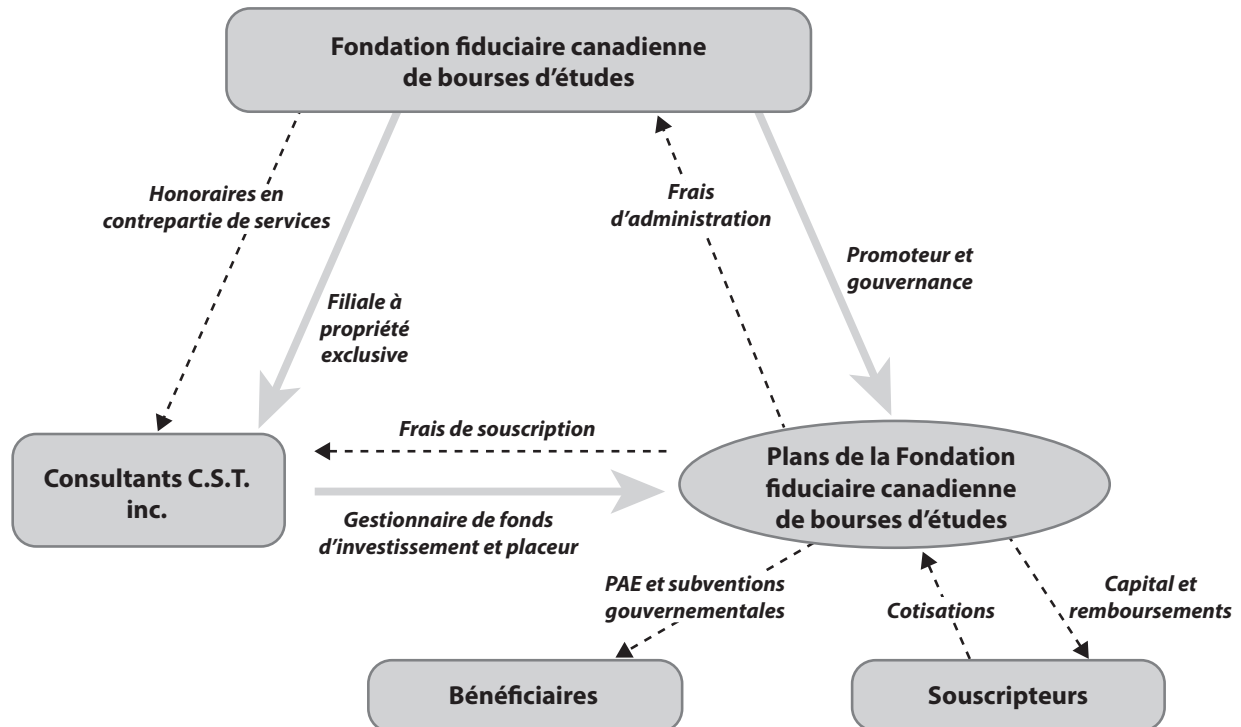 Fondation fiduciaire canadienne
de bourses d'études
Honoraires en
contrepartie de services
Frais
d'administration
Promoteur et
gouvernance
Filiale à
propriété
exclusive
Frais de souscription
Consultants C.S.T.
inc.
Plans de la Fondation
fiduciaire canadienne
de bourses d'études
Gestionnaire de fonds
d'investissement et placeur
PAE et subventions
gouvernementales
Cotisations
Capital et
remboursements
Bénéficiaires
Souscripteurs